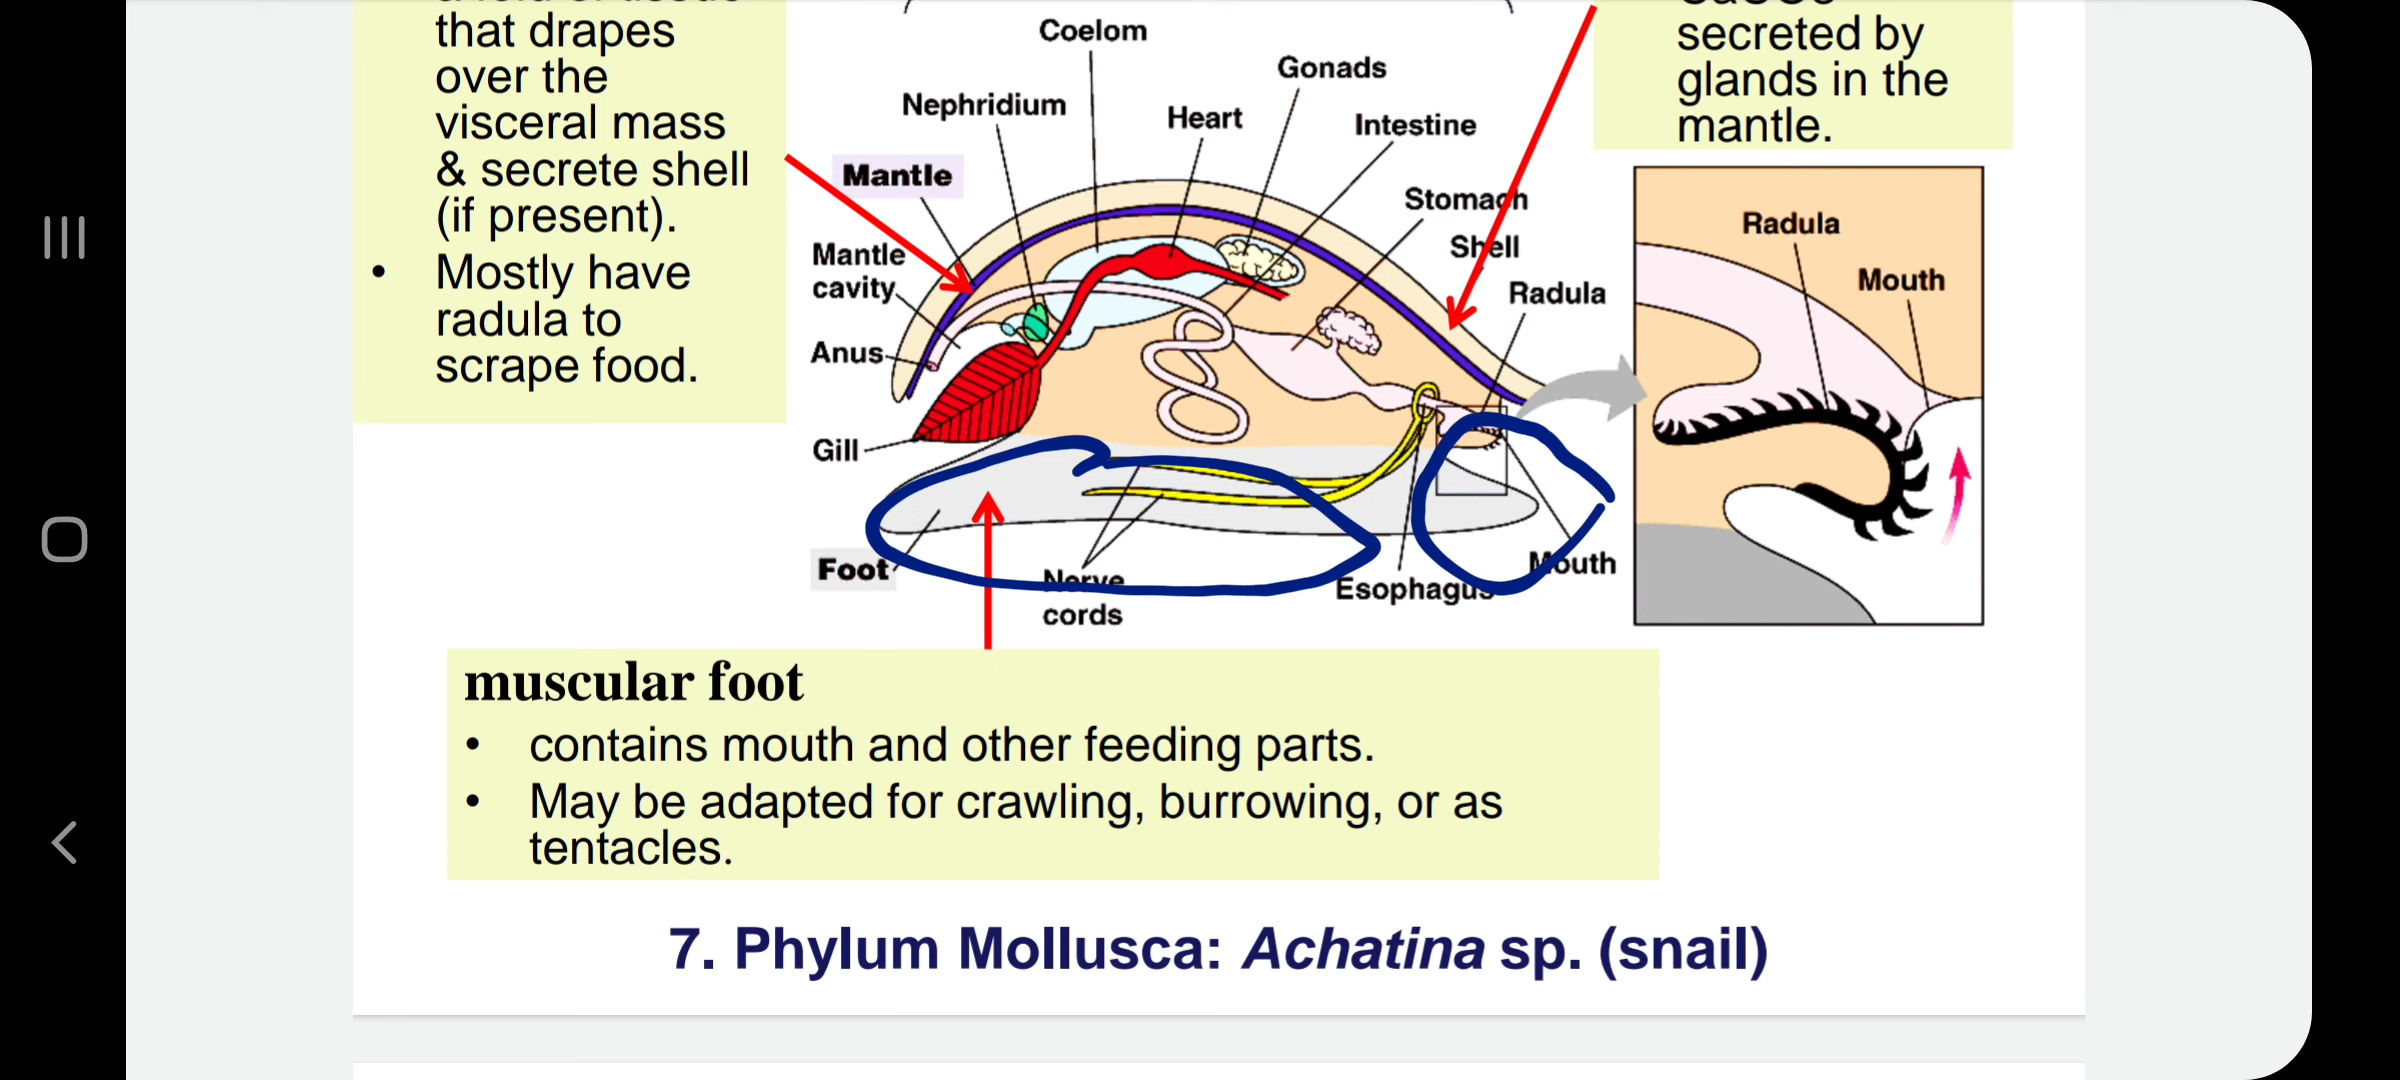 that drapes
over the
visceral mass
& secrete shell
(if present).
• Mostly have
radula to
scrape food.
Coelom
Gonads
Nephridium
Heart
Intestine
Mantle
Stomach
Shell
Mantle
cavity
Radula
Anus
Gill
Foot
Nerve
cords
Esophagus
Mouth
secreted by
glands in the
mantle.
Radula
Mouth
muscular foot
• contains mouth and other feeding parts.
• May be adapted for crawling, burrowing, or as
tentacles.
7. Phylum Mollusca: Achatina sp. (snail)